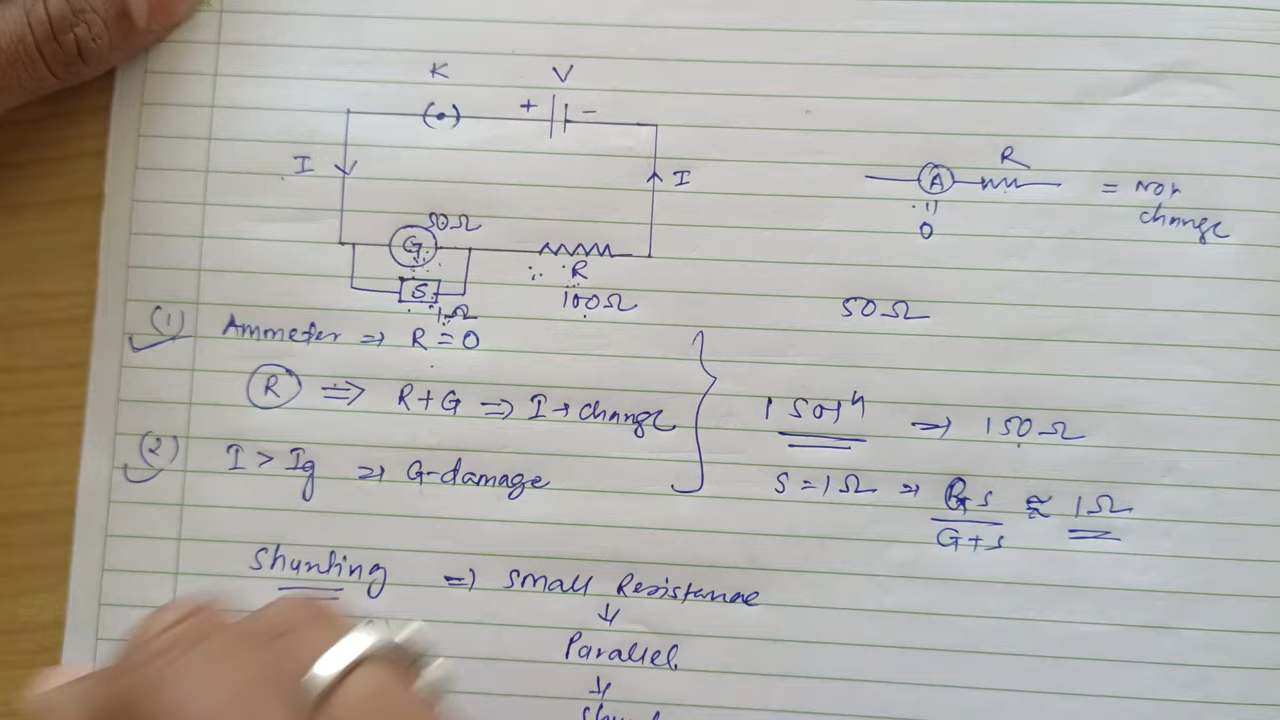 K V
+ -
I I
R
A = Not change
0
50Ω
G
R
S
100Ω
1Ω
50Ω
(1) Ammeter ⇒ R = 0
R ⇒ R+G ⇒ I → change
⇒ 150Ω
(2) I > Ig ⇒ G-damage
S = 1Ω ⇒ GS/G+S ≈ 1Ω
Shunting ⇒ small Resistance
↓
Parallel
↓